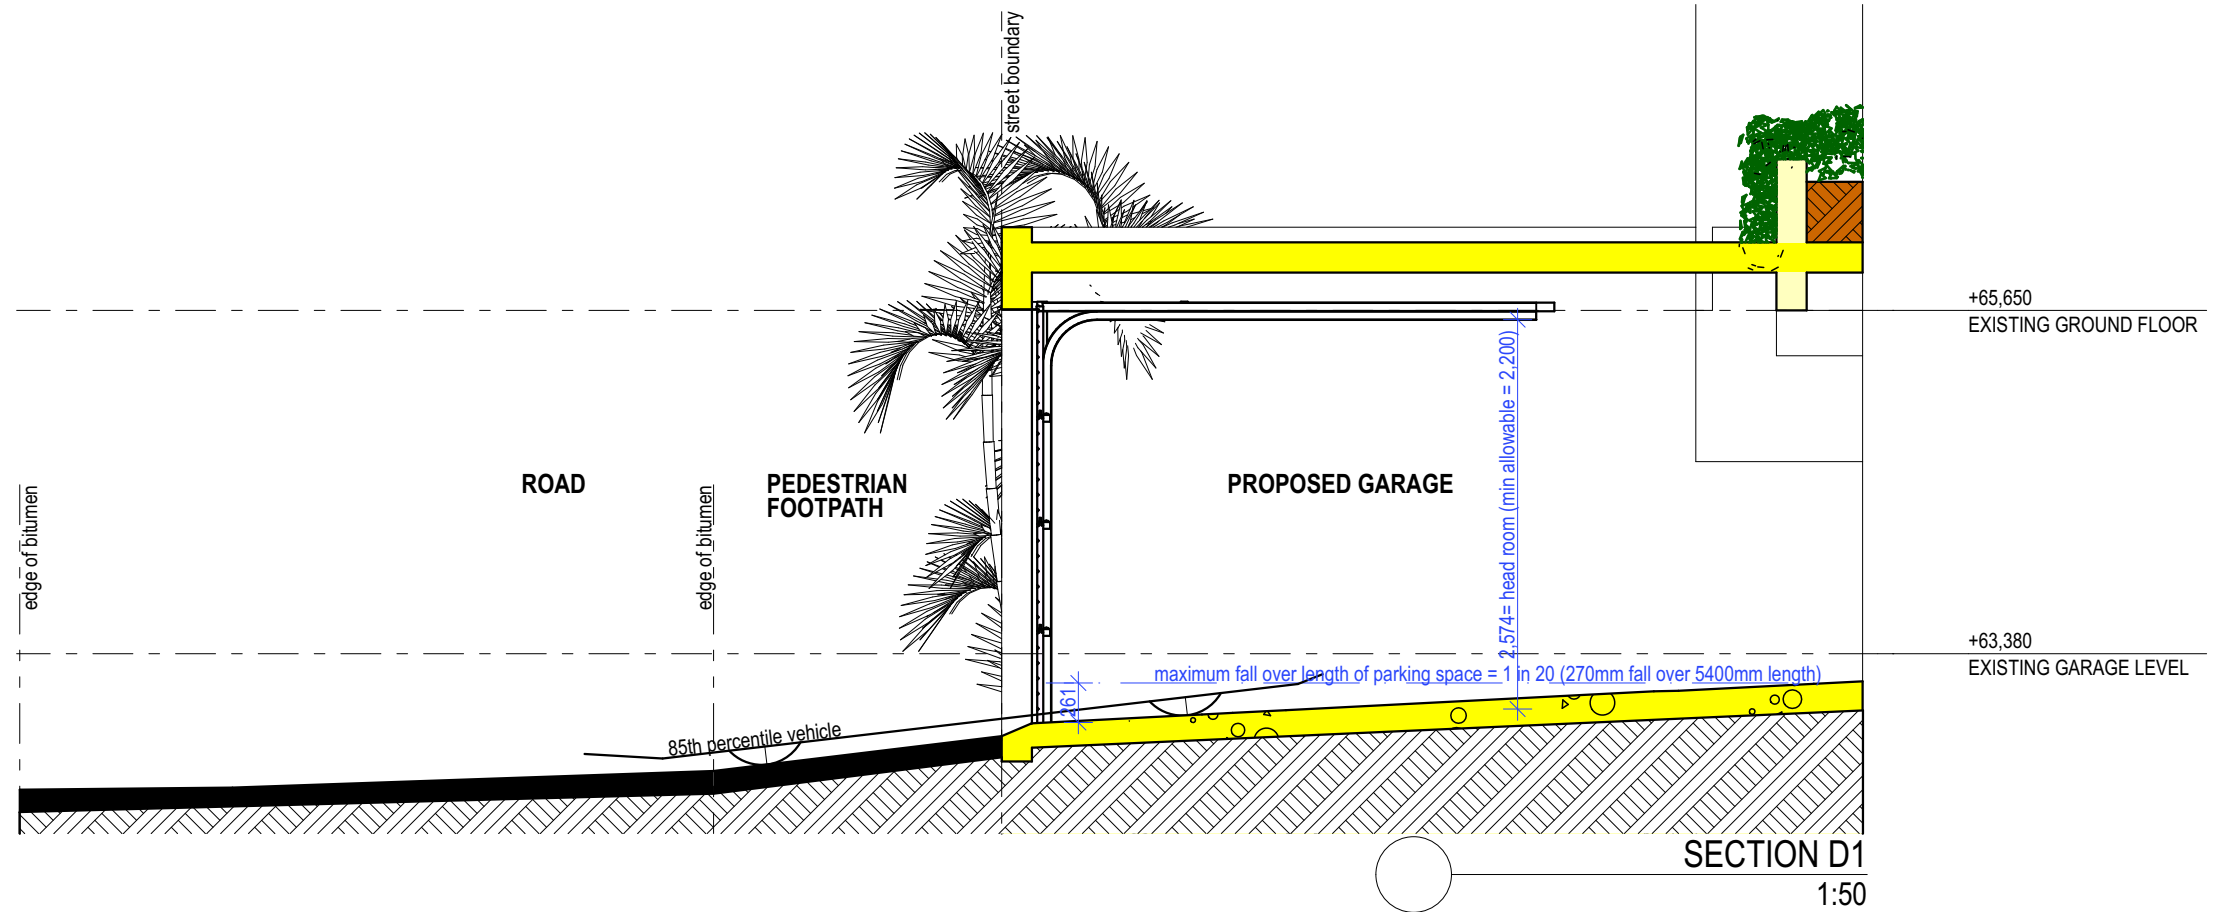 street boundary
+65,650
EXISTING GROUND FLOOR
ROAD
PEDESTRIAN
FOOTPATH
PROPOSED GARAGE
2,574= head room (min allowable = 2,200)
edge of bitumen
edge of bitumen
+63,380
EXISTING GARAGE LEVEL
maximum fall over length of parking space = 1 in 20 (270mm fall over 5400mm length)
261
85th percentile vehicle
SECTION D1
1:50